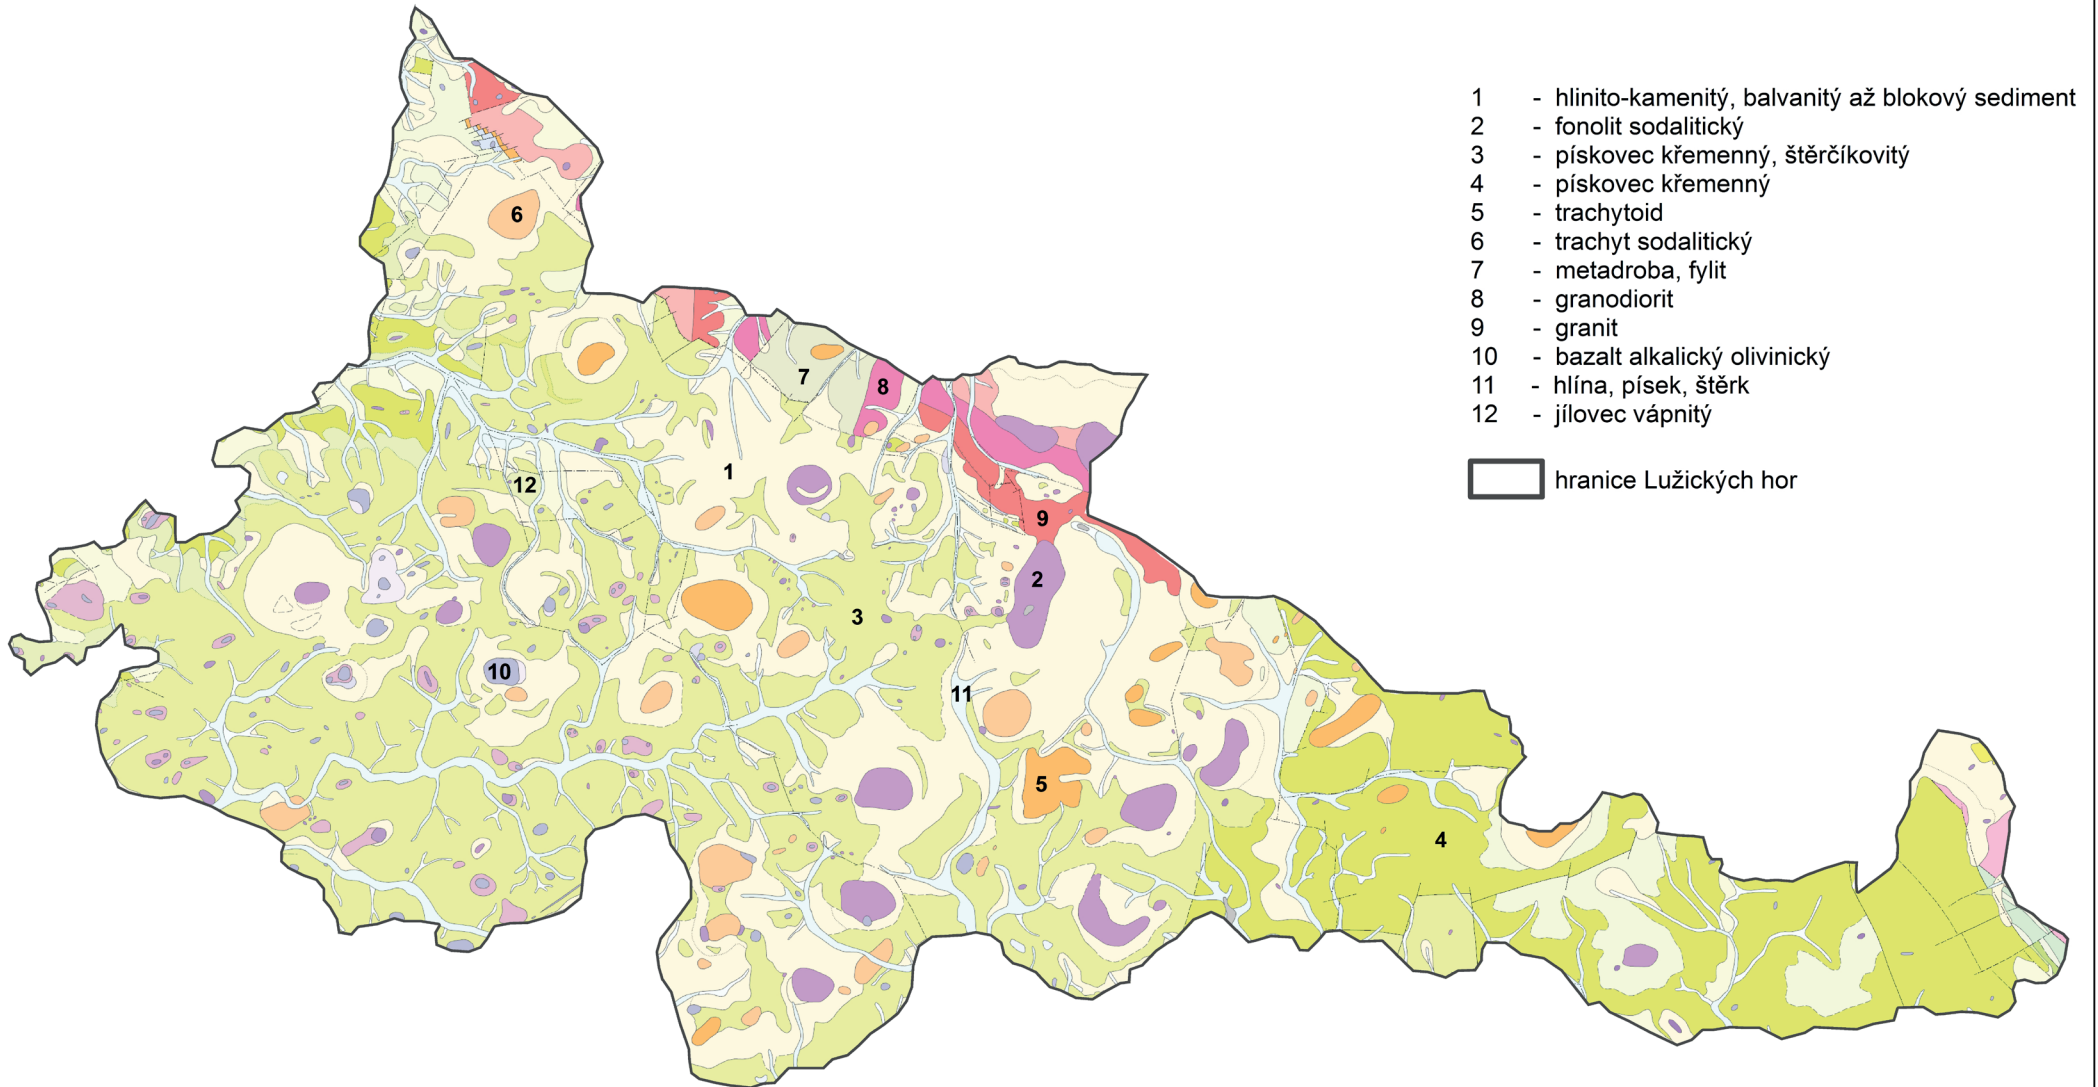 1 - hlinito-kamenitý, balvanitý až blokový sediment
2 - fonolit sodalitický
3 - pískovec křemenný, štěrčíkovitý
4 - pískovec křemenný
5 - trachytoid
6 - trachyt sodalitický
7 - metadroba, fylit
8 - granodiorit
9 - granit
10 - bazalt alkalický olivinický
11 - hlína, písek, štěrk
12 - jílovec vápnitý
hranice Lužických hor
6
7
8
1
12
9
2
3
10
11
5
4